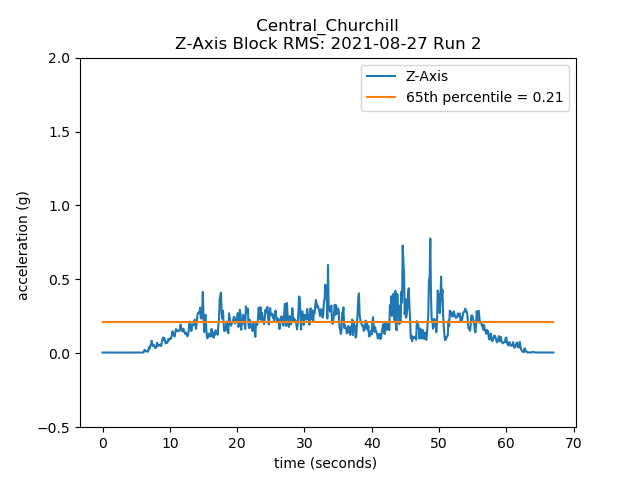 Central_Churchill
Z-Axis Block RMS: 2021-08-27 Run 2
Z-Axis
65th percentile = 0.21
2.0
1.5
1.0
0.5
0.0
−0.5
acceleration (g)
0 10 20 30 40 50 60 70
time (seconds)